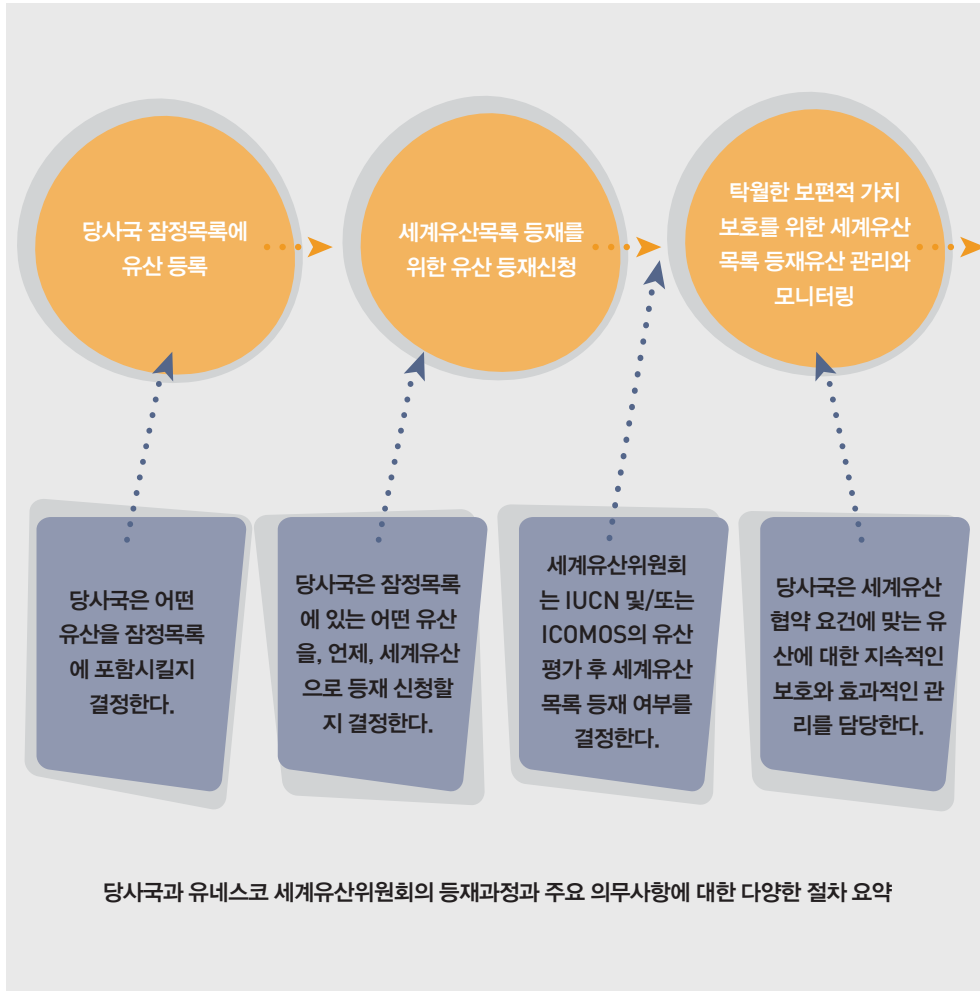 당사국 잠정목록에
유산 등록
세계유산목록 등재를
위한 유산 등재신청
탁월한 보편적 가치
보호를 위한 세계유산
목록 등재유산 관리와
모니터링
당사국은 어떤
유산을 잠정목록
에 포함시킬지
결정한다.
당사국은 잠정목록
에 있는 어떤 유산
을, 언제, 세계유산
으로 등재 신청할
지 결정한다.
세계유산위원회
는 IUCN 및/또는
ICOMOS의 유산
평가 후 세계유산
목록 등재 여부를
결정한다.
당사국은 세계유산
협약 요건에 맞는 유
산에 대한 지속적인
보호와 효과적인 관
리를 담당한다.
당사국과 유네스코 세계유산위원회의 등재과정과 주요 의무사항에 대한 다양한 절차 요약